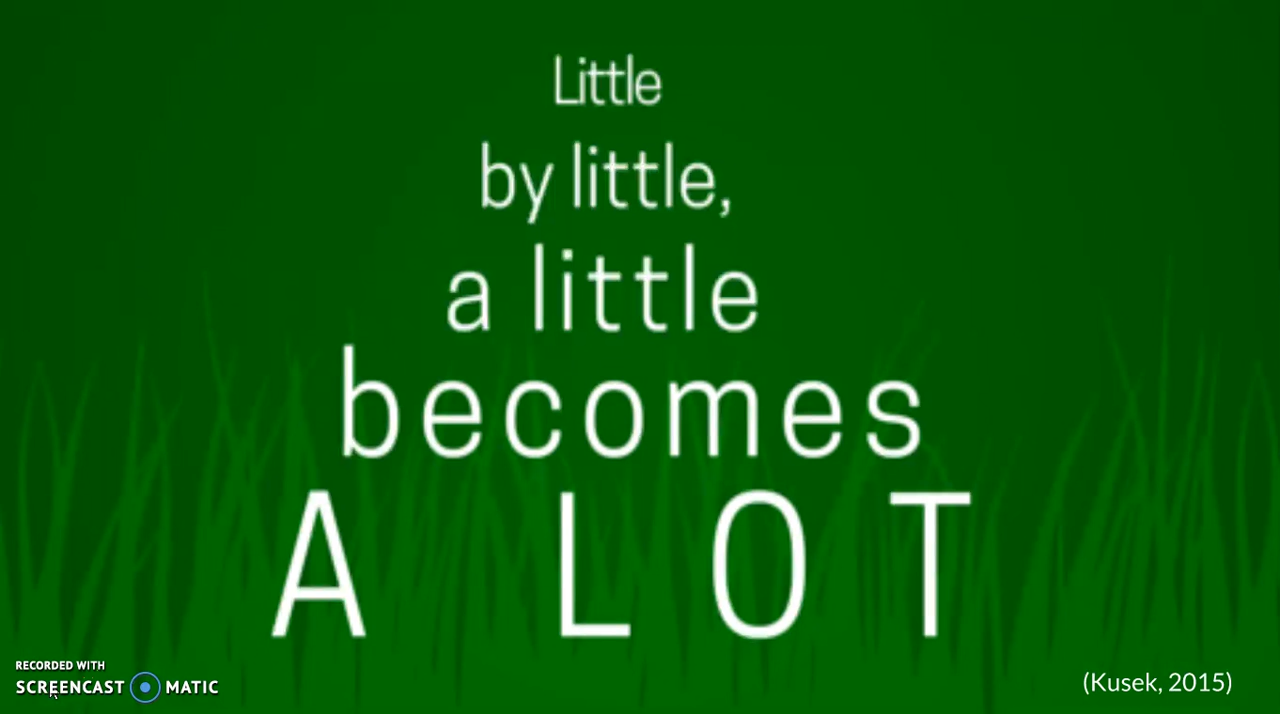 Little
by little,
a little
becomes
A LOT
RECORDED WITH
SCREENCAST MATIC
(Kusek, 2015)